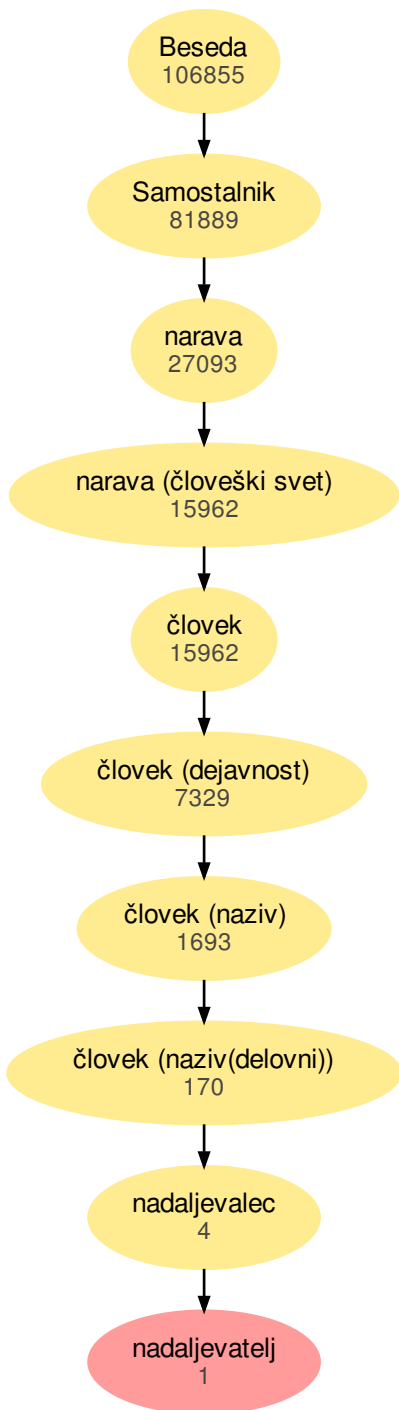 Beseda
106855
Samostalnik
81889
narava
27093
narava (človeški svet)
15962
človek
15962
človek (dejavnost)
7329
človek (naziv)
1693
človek (naziv(delovni))
170
nadaljevalec
4
nadaljevatelj
1